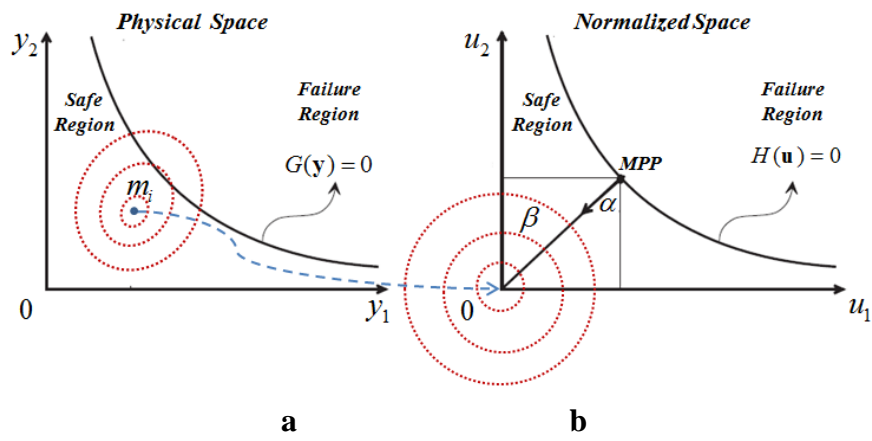 Physical Space
y₂
Safe
Region
Failure
Region
G(y) = 0
mᵢ
0
y₁
a
Normalized Space
u₂
Safe
Region
Failure
Region
MPP
H(u) = 0
α
β
0
u₁
b